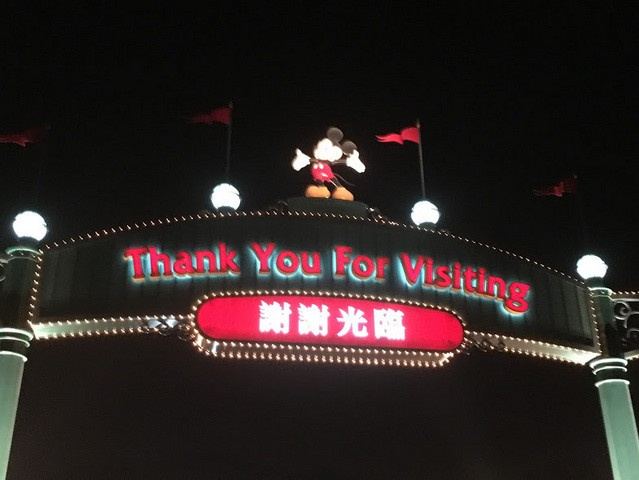 Thank You For Visiting
謝謝光臨